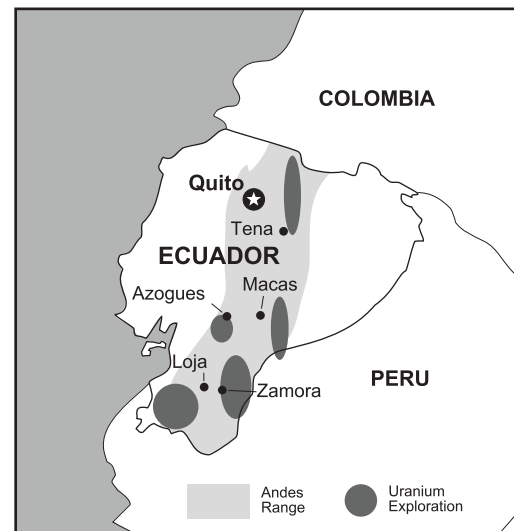 COLOMBIA
Quito
Tena
ECUADOR
Macas
Azogues
Loja
PERU
Zamora
Andes
Range
Uranium
Exploration